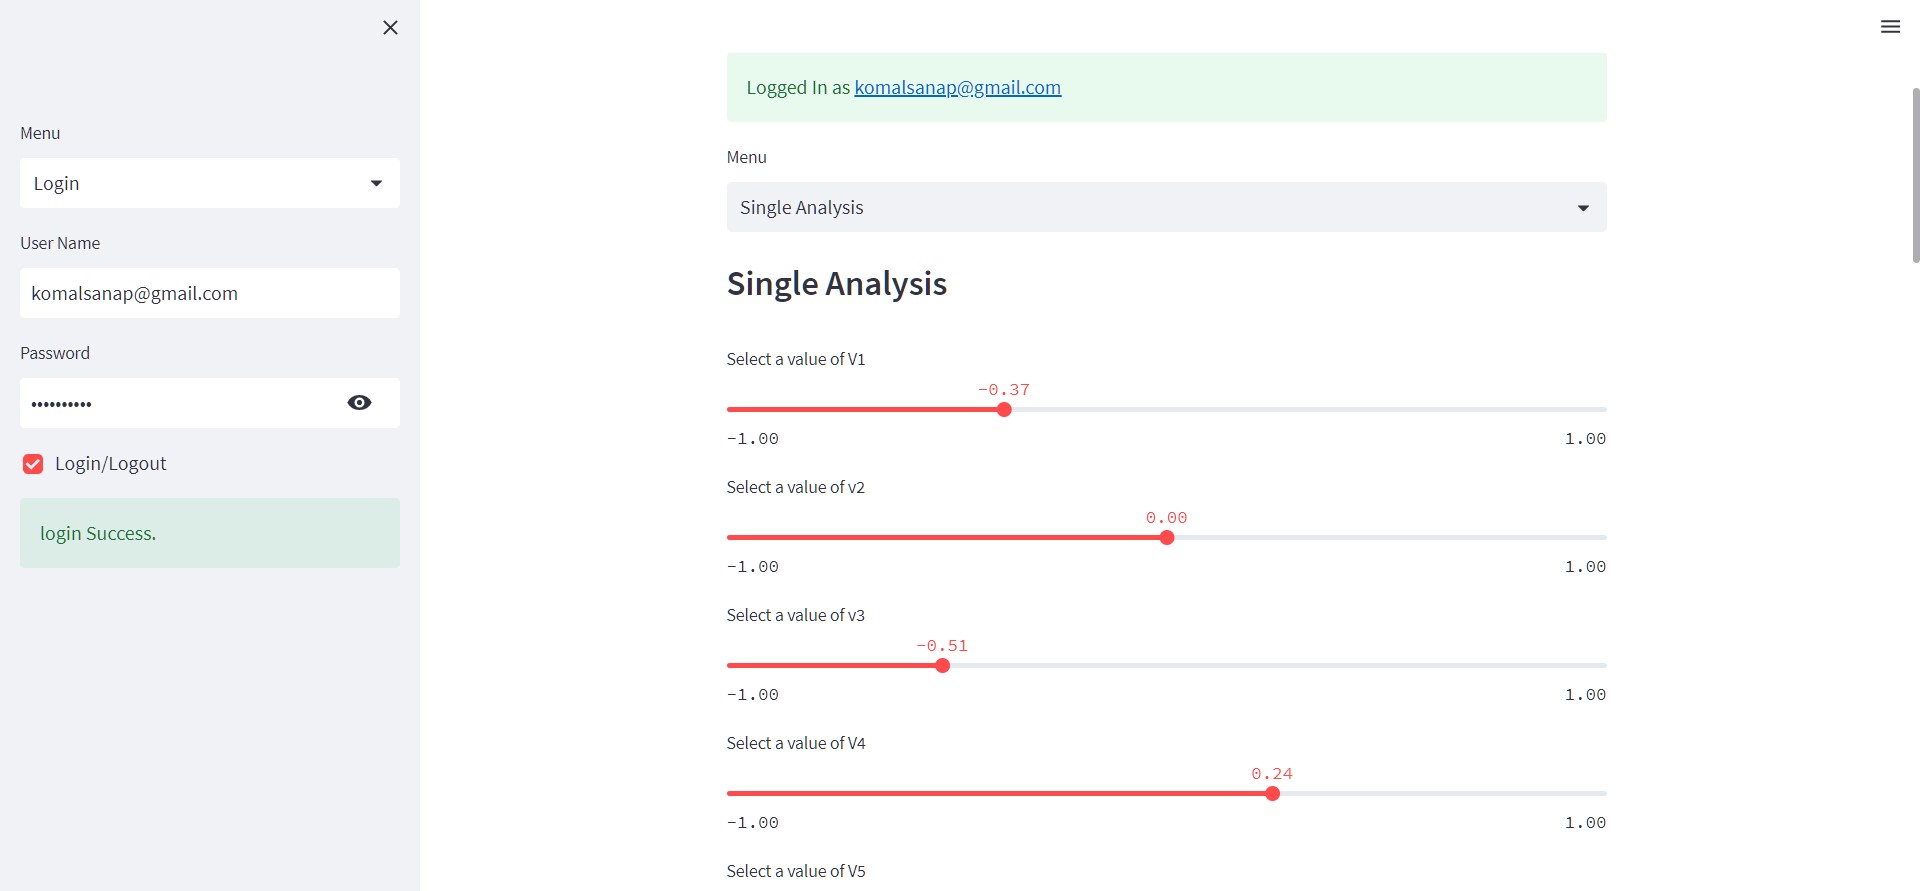 Menu
Login
User Name
komalsanap@gmail.com
Password
••••••••••
Login/Logout
login Success.
Logged In as komalsanap@gmail.com
Menu
Single Analysis
Single Analysis
Select a value of V1
-0.37
-1.00 1.00
Select a value of v2
0.00
-1.00 1.00
Select a value of v3
-0.51
-1.00 1.00
Select a value of V4
0.24
-1.00 1.00
Select a value of V5